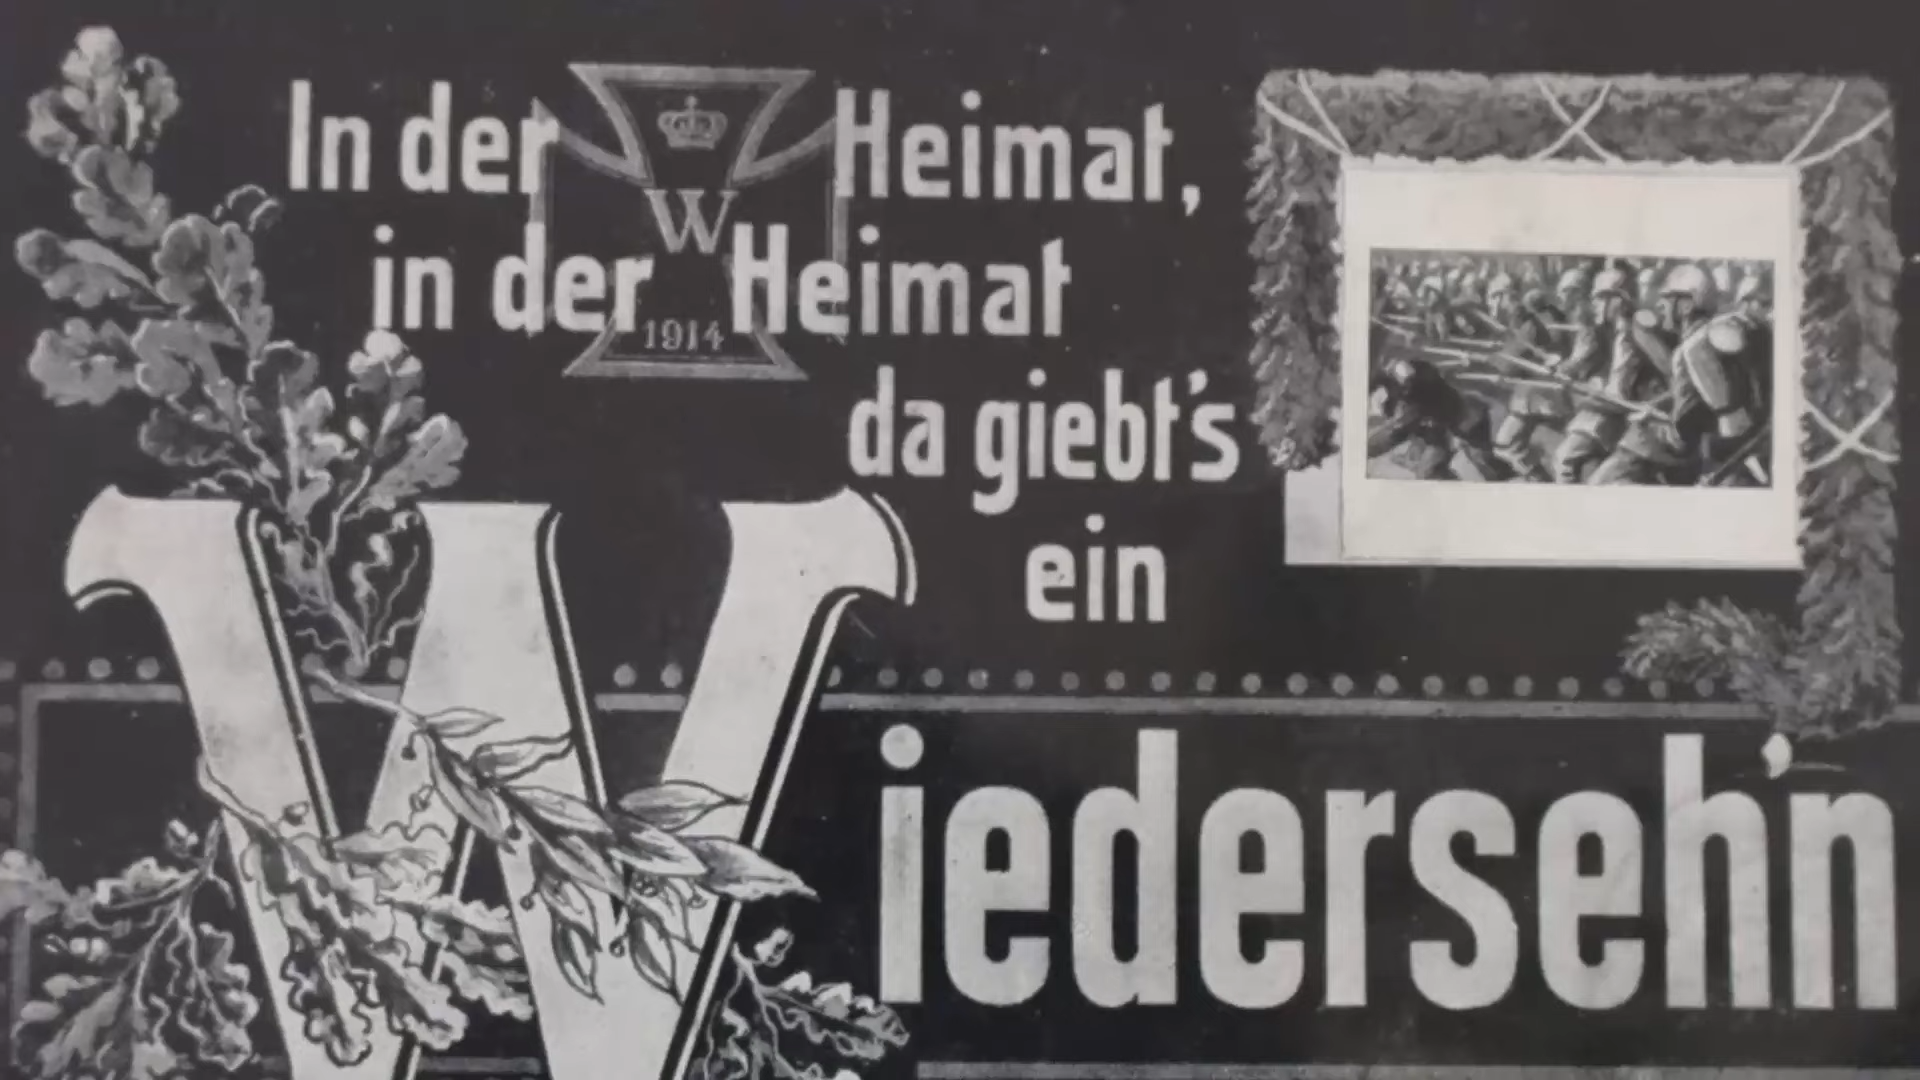 In der Heimat,
W
in der Heimat
1914
da giebt's
ein
Wiedersehn